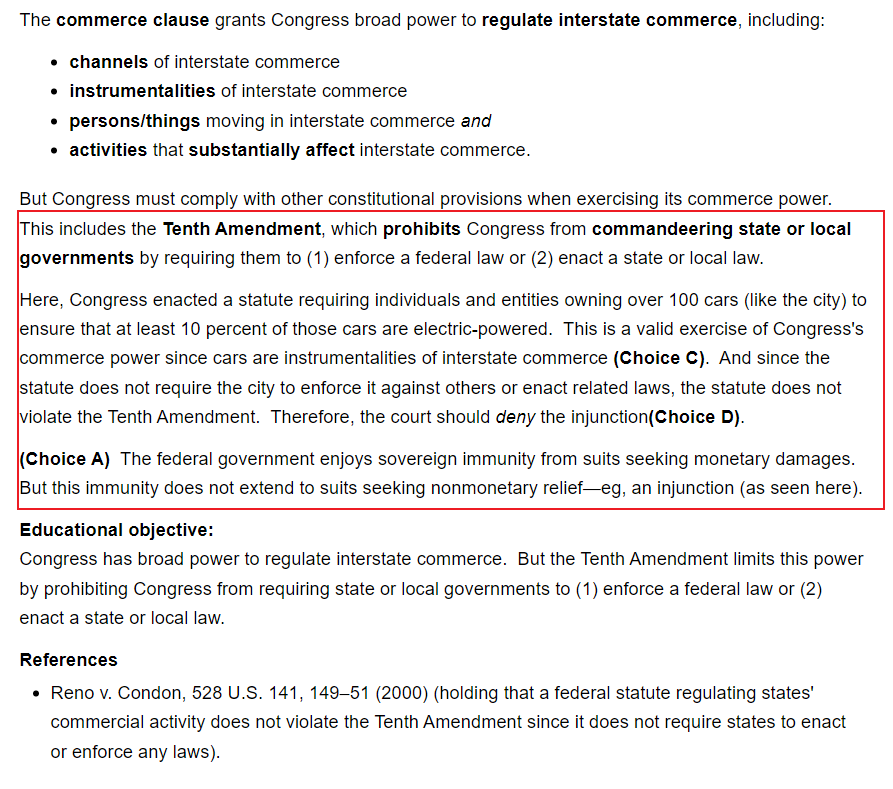 The commerce clause grants Congress broad power to regulate interstate commerce, including:
• channels of interstate commerce
• instrumentalities of interstate commerce
• persons/things moving in interstate commerce and
• activities that substantially affect interstate commerce.
But Congress must comply with other constitutional provisions when exercising its commerce power.
This includes the Tenth Amendment, which prohibits Congress from commandeering state or local
governments by requiring them to (1) enforce a federal law or (2) enact a state or local law.
Here, Congress enacted a statute requiring individuals and entities owning over 100 cars (like the city) to
ensure that at least 10 percent of those cars are electric-powered.  This is a valid exercise of Congress's
commerce power since cars are instrumentalities of interstate commerce (Choice C).  And since the
statute does not require the city to enforce it against others or enact related laws, the statute does not
violate the Tenth Amendment.  Therefore, the court should deny the injunction(Choice D).
(Choice A)  The federal government enjoys sovereign immunity from suits seeking monetary damages.
But this immunity does not extend to suits seeking nonmonetary relief—eg, an injunction (as seen here).
Educational objective:
Congress has broad power to regulate interstate commerce.  But the Tenth Amendment limits this power
by prohibiting Congress from requiring state or local governments to (1) enforce a federal law or (2)
enact a state or local law.
References
• Reno v. Condon, 528 U.S. 141, 149–51 (2000) (holding that a federal statute regulating states'
commercial activity does not violate the Tenth Amendment since it does not require states to enact
or enforce any laws).